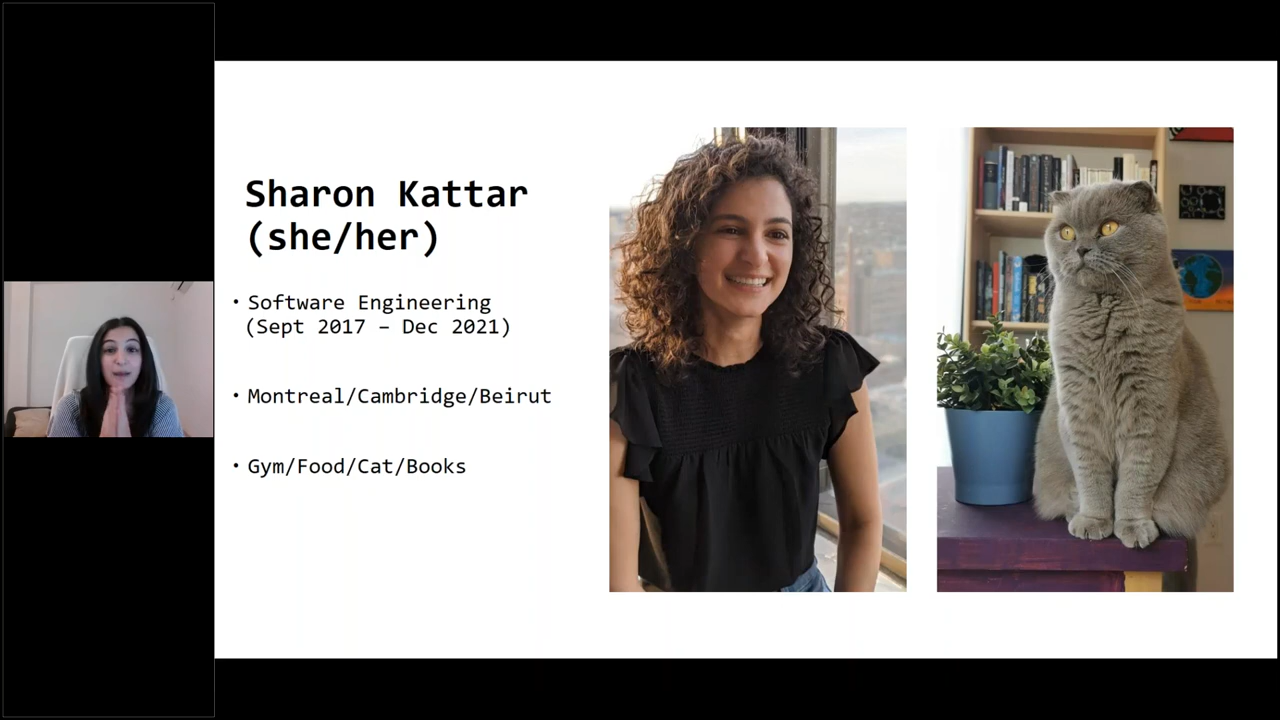 Sharon Kattar
(she/her)
• Software Engineering
(Sept 2017 – Dec 2021)
• Montreal/Cambridge/Beirut
• Gym/Food/Cat/Books